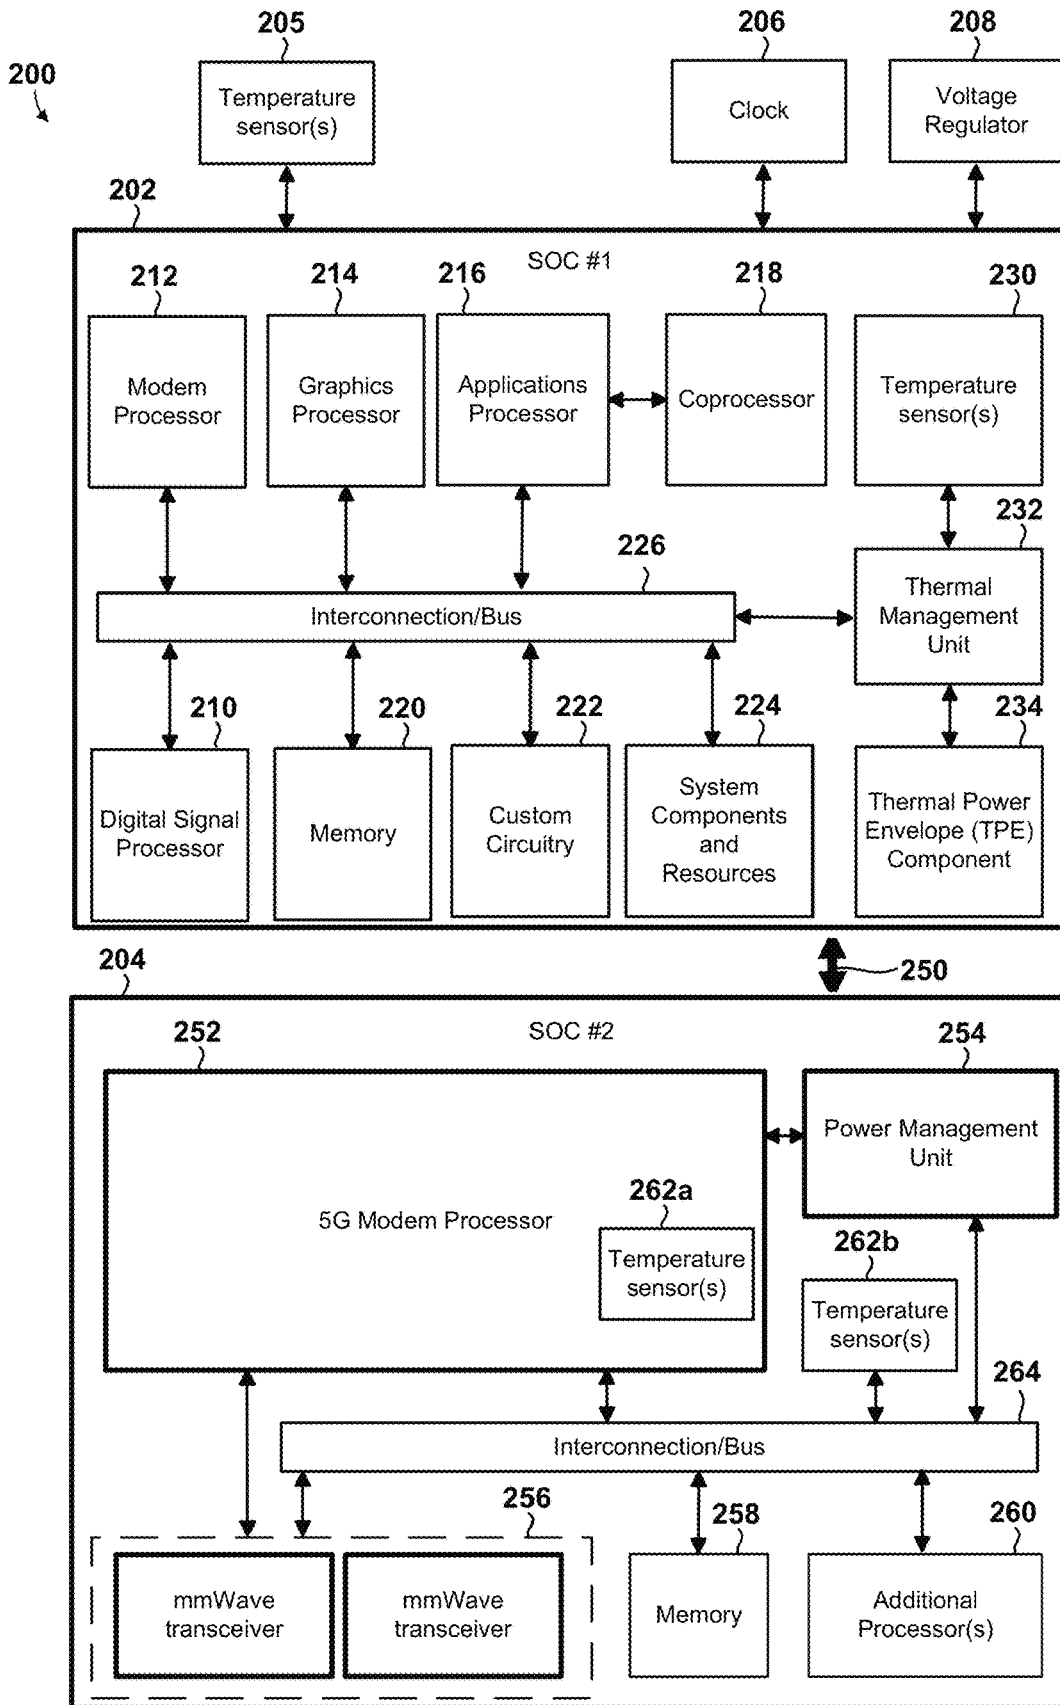 205
206
208
200
Temperature
sensor(s)
Clock
Voltage
Regulator
202
SOC #1
212
214
216
218
230
Modem
Processor
Graphics
Processor
Applications
Processor
Coprocessor
Temperature
sensor(s)
232
226
Interconnection/Bus
Thermal
Management
Unit
210
220
222
224
234
Digital Signal
Processor
Memory
Custom
Circuitry
System
Components
and
Resources
Thermal Power
Envelope (TPE)
Component
204
250
SOC #2
252
254
5G Modem Processor
Power Management
Unit
262a
Temperature
sensor(s)
262b
Temperature
sensor(s)
264
Interconnection/Bus
256
258
260
mmWave
transceiver
mmWave
transceiver
Memory
Additional
Processor(s)